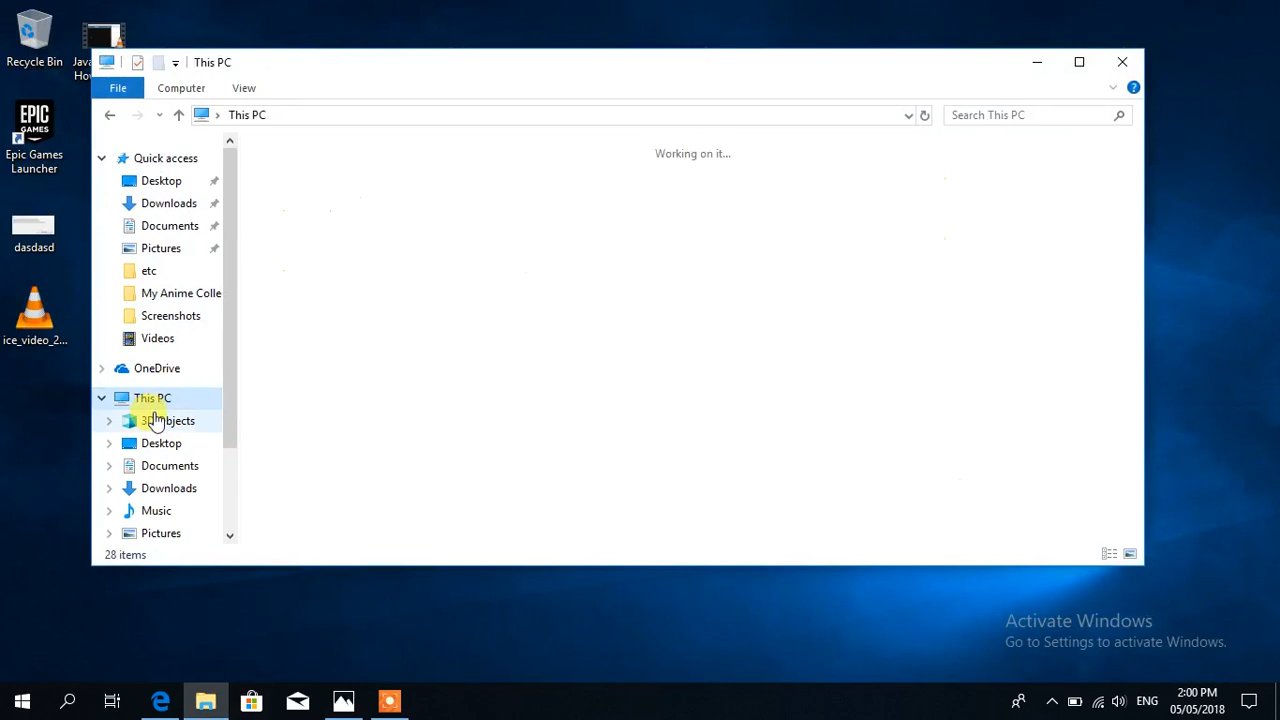 Recycle Bin
Java
Ho
EPIC
GAMES
Epic Games
Launcher
dasdasd
ice_video_2...
This PC
File
Computer
View
This PC
Search This PC
Working on it...
Quick access
Desktop
Downloads
Documents
Pictures
etc
My Anime Colle
Screenshots
Videos
OneDrive
This PC
3D Objects
Desktop
Documents
Downloads
Music
Pictures
28 items
Activate Windows
Go to Settings to activate Windows.
ENG
2:00 PM
05/05/2018